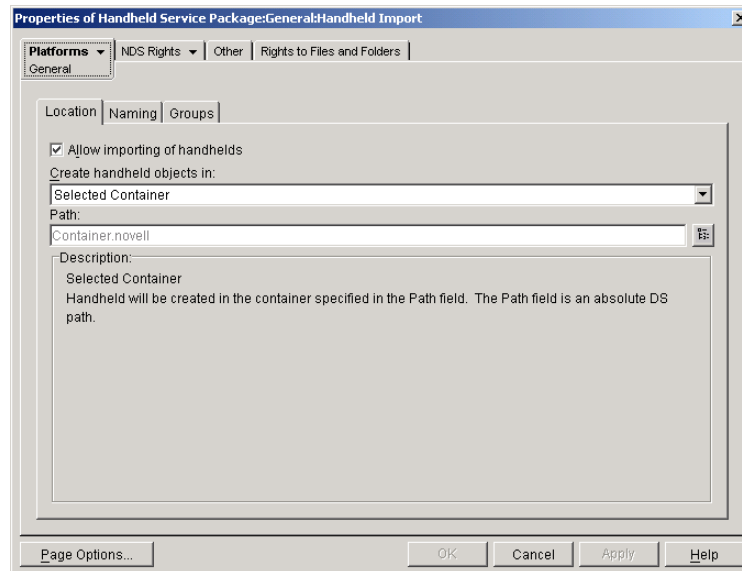 Properties of Handheld Service Package:General:Handheld Import
Platforms NDS Rights Other Rights to Files and Folders
General
Location Naming Groups
Allow importing of handhelds
Create handheld objects in:
Selected Container
Path:
Container.novell
Description:
Selected Container
Handheld will be created in the container specified in the Path field. The Path field is an absolute DS
path.
Page Options... OK Cancel Apply Help